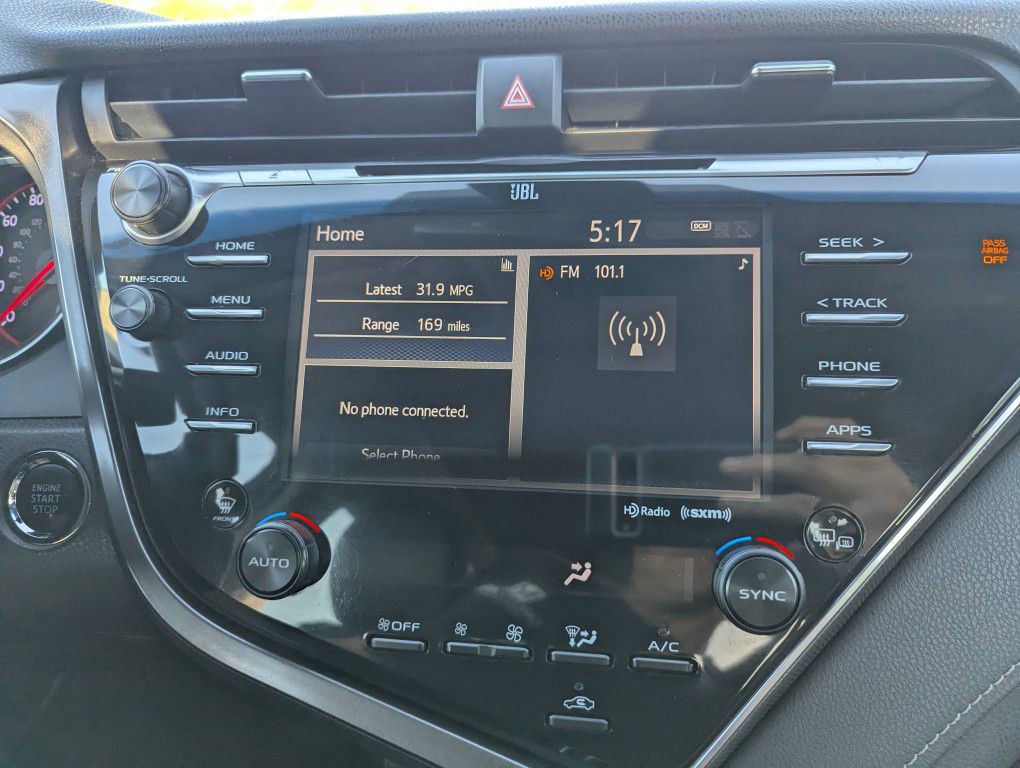 JBL
Home 5:17 DCM
Latest 31.9 MPG
Range 169 miles
No phone connected.
Select Phone
HD FM 101.1
HOME
TUNE•SCROLL
MENU
AUDIO
INFO
SEEK >
< TRACK
PHONE
APPS
PASS
AIRBAG
OFF
80
60
ENGINE
START
STOP
FRONT
HD Radio ((sxm))
AUTO
SYNC
OFF
A/C